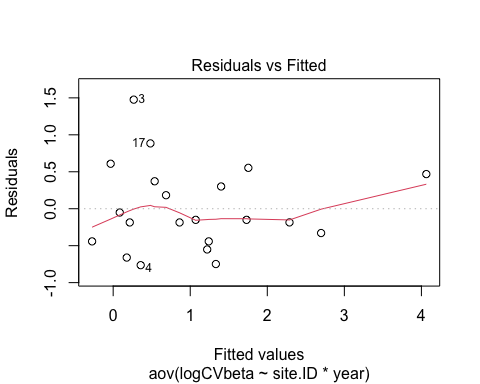 Residuals vs Fitted
Residuals
1.5
1.0
0.5
0.0
-1.0
3
17
4
0 1 2 3 4
Fitted values
aov(logCVbeta ~ site.ID * year)